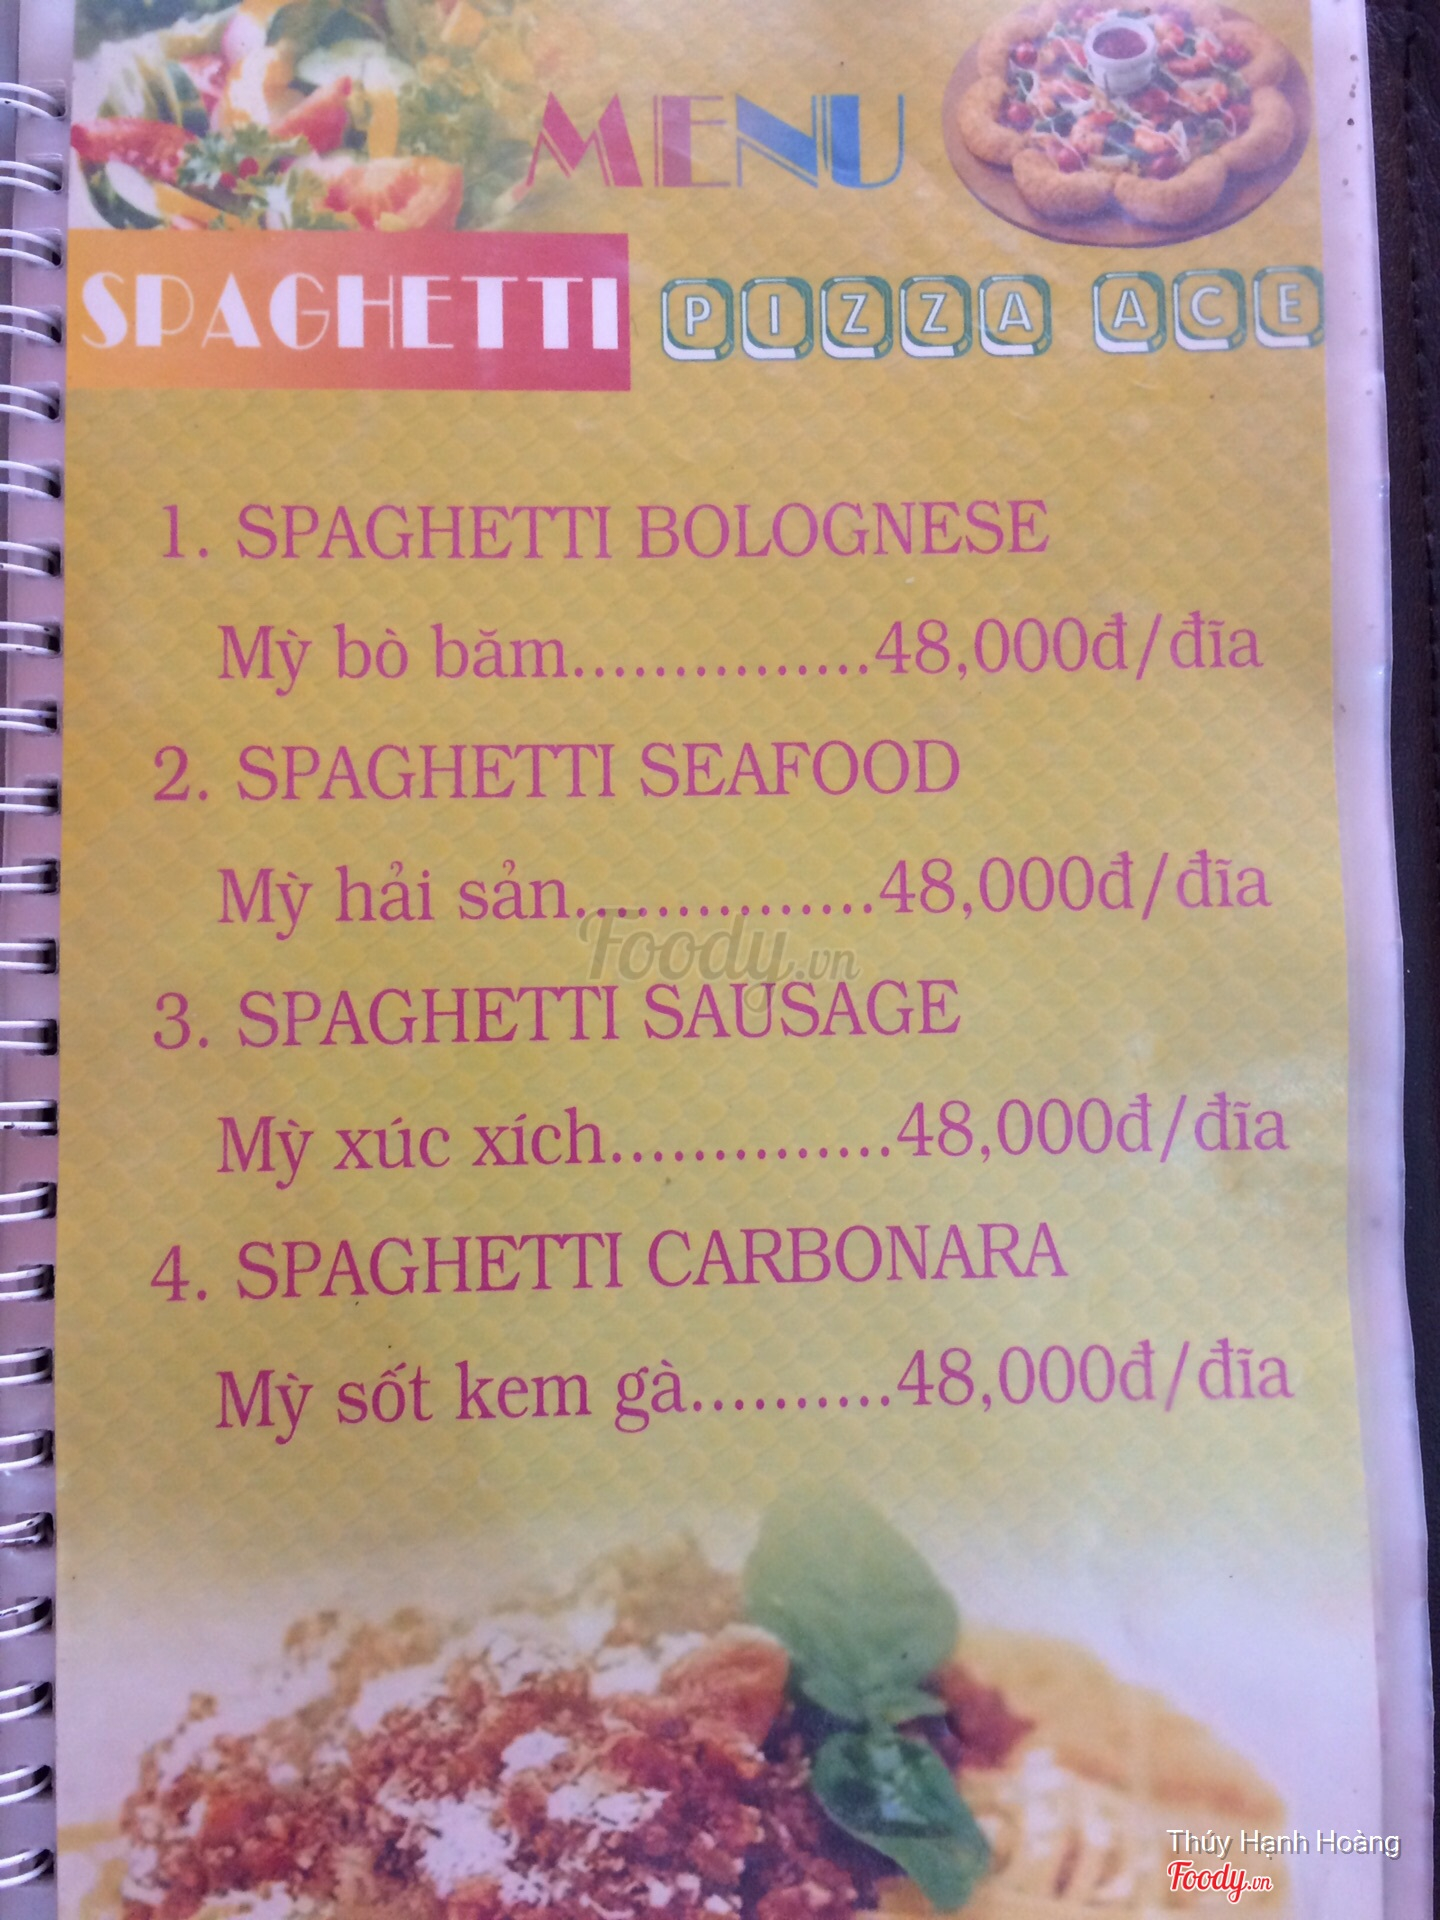 MENU
SPAGHETTI PIZZA ACE
1. SPAGHETTI BOLOGNESE
Mỳ bò băm...............48,000đ/đĩa
2. SPAGHETTI SEAFOOD
Mỳ hải sản...............48,000đ/đĩa
Foody.vn
3. SPAGHETTI SAUSAGE
Mỳ xúc xích..............48,000đ/đĩa
4. SPAGHETTI CARBONARA
Mỳ sốt kem gà..........48,000đ/đĩa
Thúy Hạnh Hoàng
Foody.vn